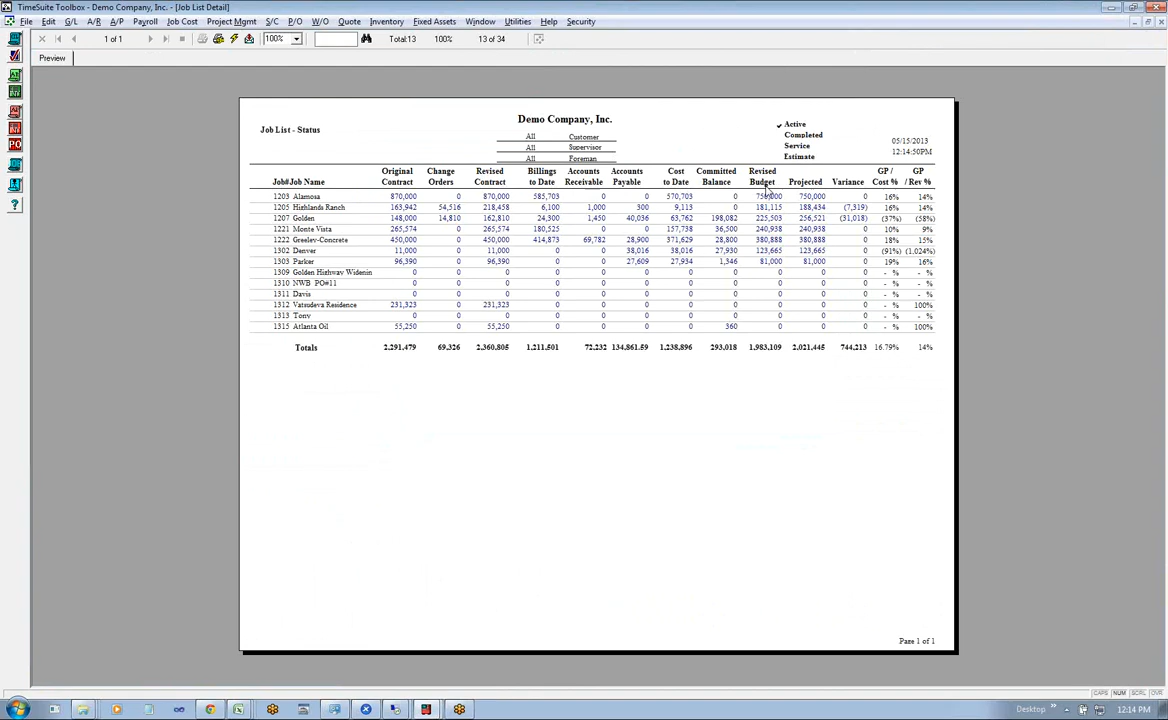 TimeSuite Toolbox - Demo Company, Inc. - [Job List Detail]
File Edit G/L A/R A/P Payroll Job Cost Project Mgmt S/C P/O W/O Quote Inventory Fixed Assets Window Utilities Help Security
1 of 1 100% Total:13 100% 13 of 34
Preview
Demo Company, Inc.
Job List - Status
All Customer
All Supervisor
All Foreman
Active
Completed
Service
Estimate
05/15/2013
12:14:50PM
Original Change Revised Billings Accounts Accounts Cost Committed Revised GP / GP
Job# Job Name Contract Orders Contract to Date Receivable Payable to Date Balance Budget Projected Variance Cost % / Rev %
1203 Alamosa 870,000 0 870,000 585,703 0 0 570,703 0 750,000 750,000 0 16% 14%
1205 Highlands Ranch 163,942 54,516 218,458 6,100 1,000 300 9,113 0 181,115 188,434 (7,319) 16% 14%
1207 Golden 148,000 14,810 162,810 24,300 1,450 40,036 63,762 198,082 225,503 256,521 (31,018) (37%) (58%)
1221 Monte Vista 265,574 0 265,574 180,525 0 0 157,738 36,500 240,938 240,938 0 10% 9%
1222 Greeley-Concrete 450,000 0 450,000 414,873 69,782 28,900 371,629 28,800 380,888 380,888 0 18% 15%
1302 Denver 11,000 0 11,000 0 0 38,016 38,016 27,930 123,665 123,665 0 (91%) (1,024%)
1303 Parker 96,390 0 96,390 0 0 27,609 27,934 1,346 81,000 81,000 0 19% 16%
1309 Golden Highway Widenin 0 0 0 0 0 0 0 0 0 0 0 - % - %
1310 NWB PO#11 0 0 0 0 0 0 0 0 0 0 0 - % - %
1311 Davis 0 0 0 0 0 0 0 0 0 0 0 - % - %
1312 Vatsudeva Residence 231,323 0 231,323 0 0 0 0 0 0 0 0 - % 100%
1313 Tony 0 0 0 0 0 0 0 0 0 0 0 - % - %
1315 Atlanta Oil 55,250 0 55,250 0 0 0 0 360 0 0 0 - % 100%
Totals 2,291,479 69,326 2,360,805 1,211,501 72,232 134,861.59 1,238,896 293,018 1,983,109 2,021,445 744,213 16.79% 14%
Page 1 of 1
CAPS NUM SCRL OVR
Desktop 12:14 PM